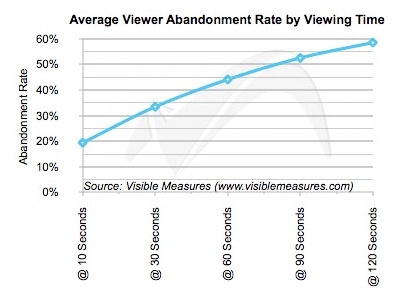 Average Viewer Abandonment Rate by Viewing Time
60%
50%
40%
30%
20%
10%
0%
Abandonment Rate
Source: Visible Measures (www.visiblemeasures.com)
@ 10 Seconds
@ 30 Seconds
@ 60 Seconds
@ 90 Seconds
@ 120 Seconds